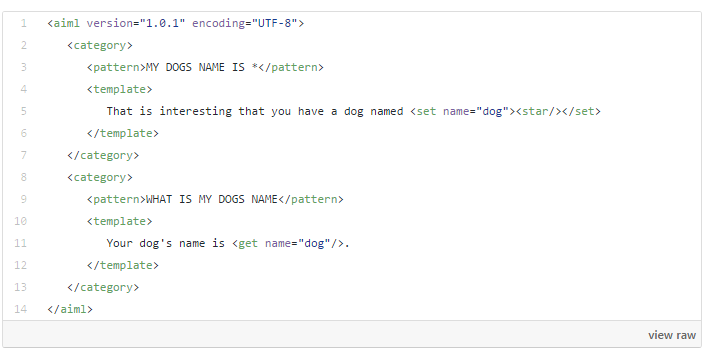 1 <aiml version="1.0.1" encoding="UTF-8">
2 <category>
3 <pattern>MY DOGS NAME IS *</pattern>
4 <template>
5 That is interesting that you have a dog named <set name="dog"><star/></set>
6 </template>
7 </category>
8 <category>
9 <pattern>WHAT IS MY DOGS NAME</pattern>
10 <template>
11 Your dog's name is <get name="dog"/>.
12 </template>
13 </category>
14 </aiml>
view raw